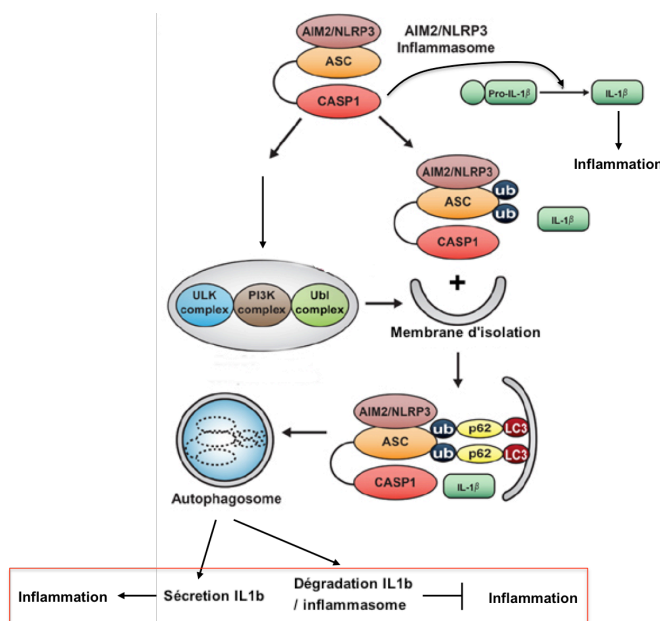 AIM2/NLRP3
ASC
CASP1
AIM2/NLRP3
Inflammasome
Pro-IL-1β
IL-1β
Inflammation
AIM2/NLRP3
ASC
ub
ub
CASP1
IL-1β
+
ULK
complex
PI3K
complex
Ubl
complex
Membrane d'isolation
AIM2/NLRP3
ASC
CASP1
ub
p62
LC3
ub
p62
LC3
IL-1β
Autophagosome
Inflammation
Sécrétion IL1b
Dégradation IL1b
/ inflammasome
Inflammation